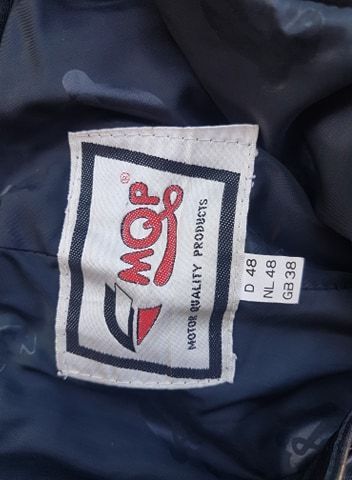 MQP®
MOTOR QUALITY PRODUCTS
D 48
NL 48
GB 38